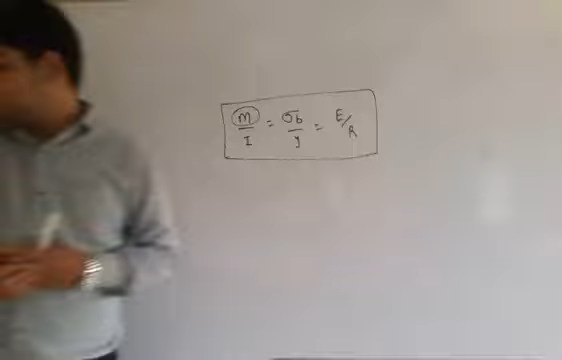 m/I = σb/y = E/R